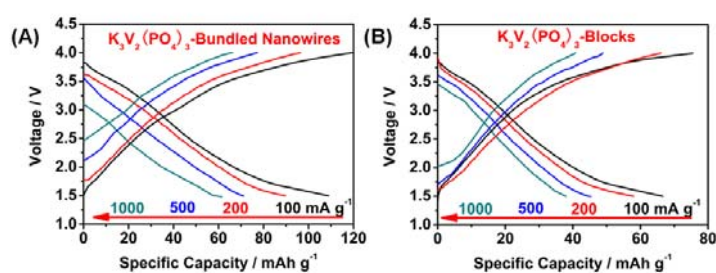 (A)
K₃V₂(PO₄)₃-Bundled Nanowires
4.5
4.0
3.5
3.0
2.5
2.0
1.5
1.0
Voltage / V
1000 500 200 100 mA g⁻¹
0 20 40 60 80 100 120
Specific Capacity / mAh g⁻¹
(B)
K₃V₂(PO₄)₃-Blocks
4.5
4.0
3.5
3.0
2.5
2.0
1.5
1.0
Voltage / V
1000 500 200 100 mA g⁻¹
0 20 40 60 80
Specific Capacity / mAh g⁻¹